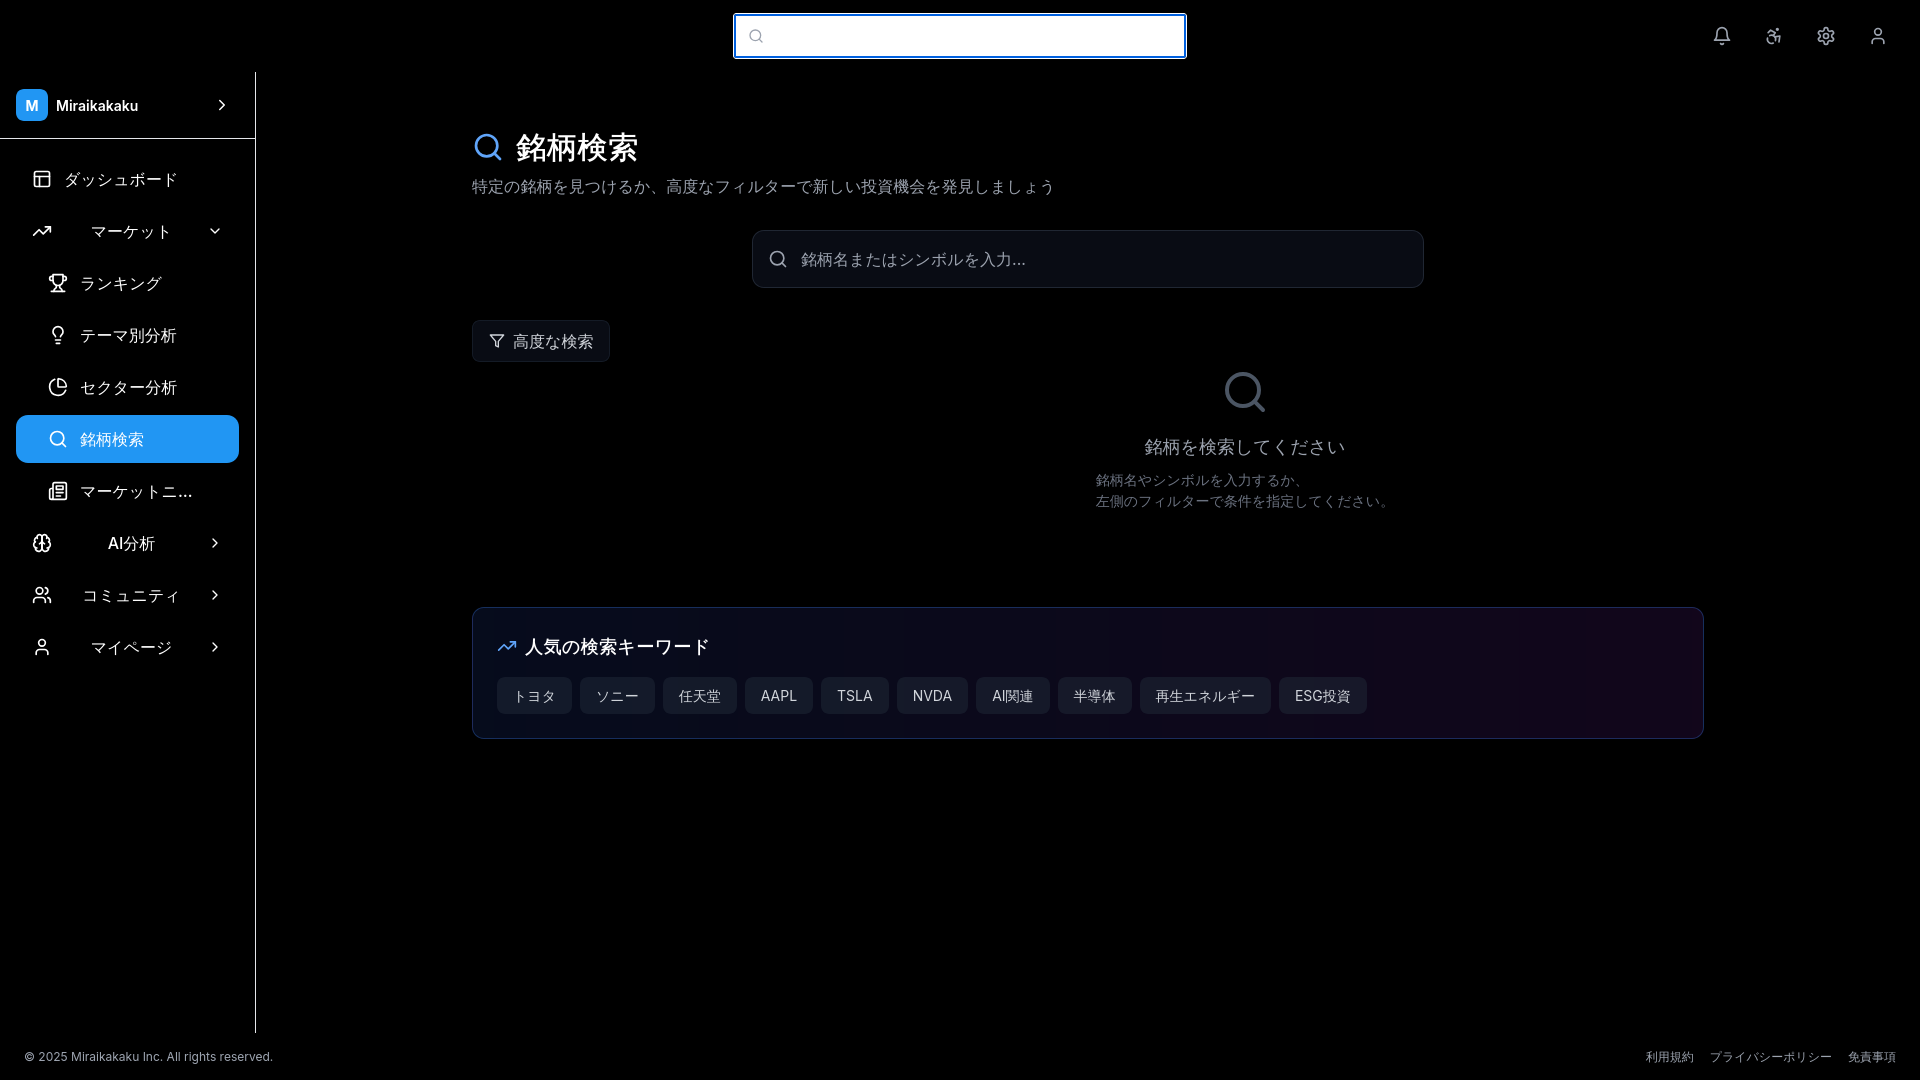 M Miraikakaku
ダッシュボード
マーケット
ランキング
テーマ別分析
セクター分析
銘柄検索
マーケットニ...
AI分析
コミュニティ
マイページ
銘柄検索
特定の銘柄を見つけるか、高度なフィルターで新しい投資機会を発見しましょう
銘柄名またはシンボルを入力...
高度な検索
銘柄を検索してください
銘柄名やシンボルを入力するか、
左側のフィルターで条件を指定してください。
人気の検索キーワード
トヨタ ソニー 任天堂 AAPL TSLA NVDA AI関連 半導体 再生エネルギー ESG投資
© 2025 Miraikakaku Inc. All rights reserved.
利用規約 プライバシーポリシー 免責事項